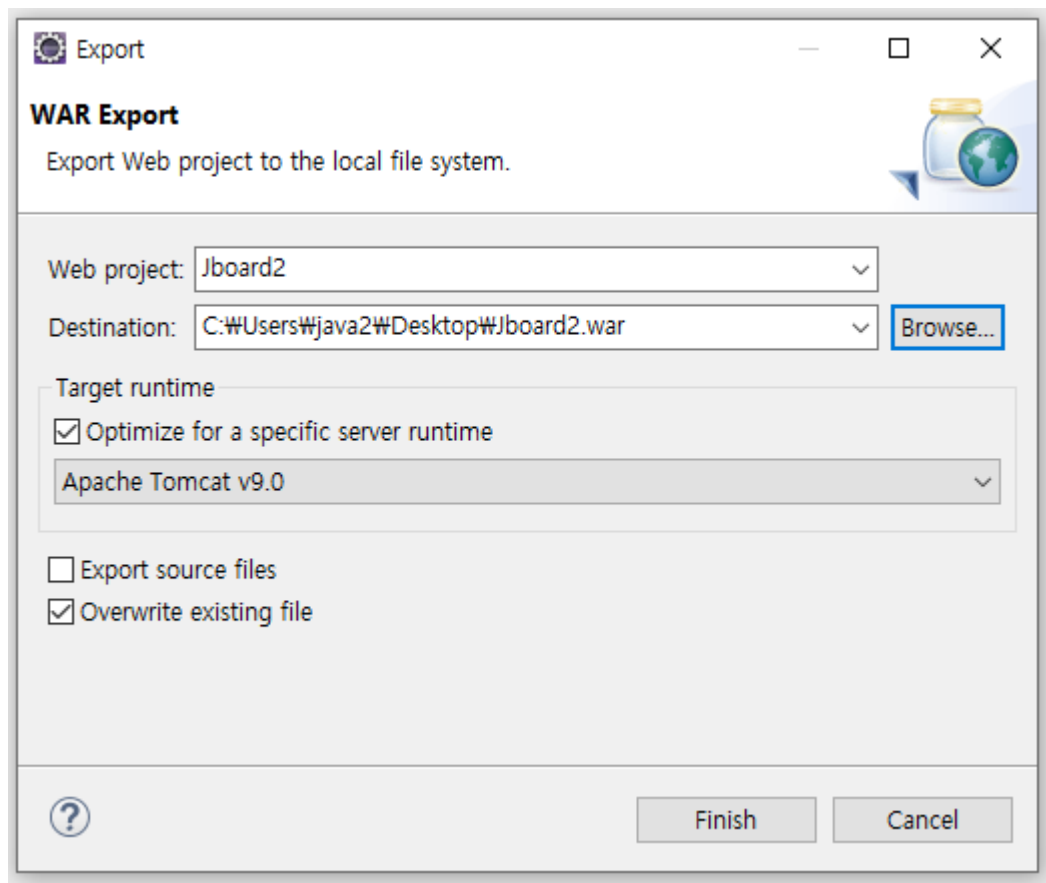 Export
WAR Export
Export Web project to the local file system.
Web project: Jboard2
Destination: C:₩Users₩java2₩Desktop₩Jboard2.war Browse...
Target runtime
Optimize for a specific server runtime
Apache Tomcat v9.0
Export source files
Overwrite existing file
? Finish Cancel